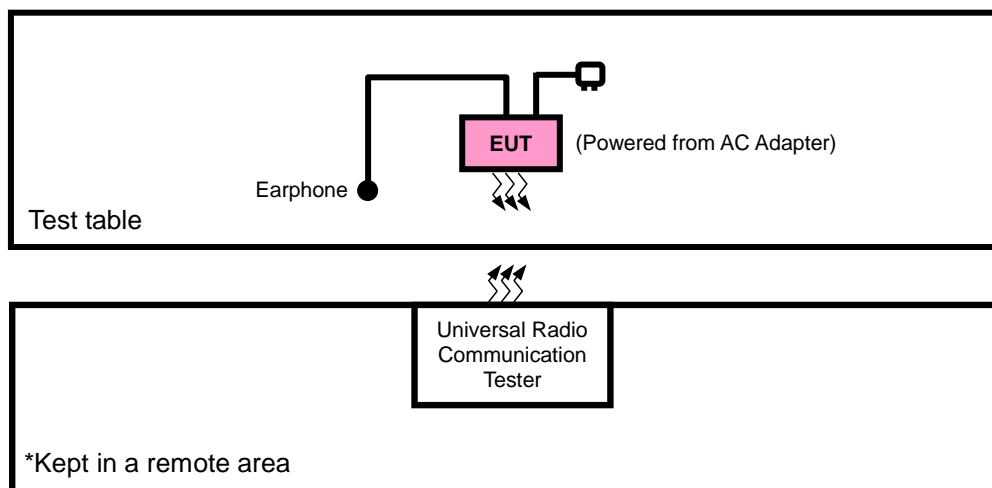 EUT
(Powered from AC Adapter)
Earphone
Test table
Universal Radio
Communication
Tester
*Kept in a remote area